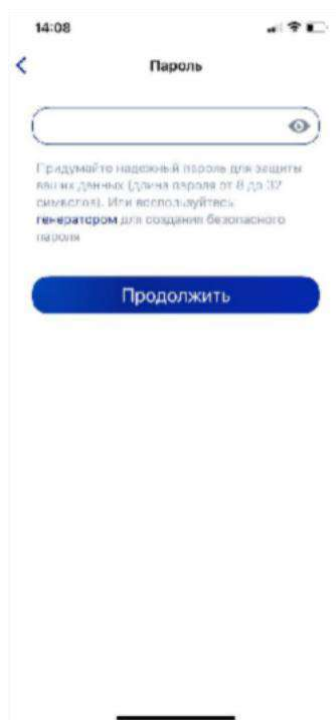 14:08
Пароль
Придумайте надежный пароль для защиты
ваших данных (длина пароля от 8 до 32
символов). Или воспользуйтесь
генератором для создания безопасного
пароля
Продолжить